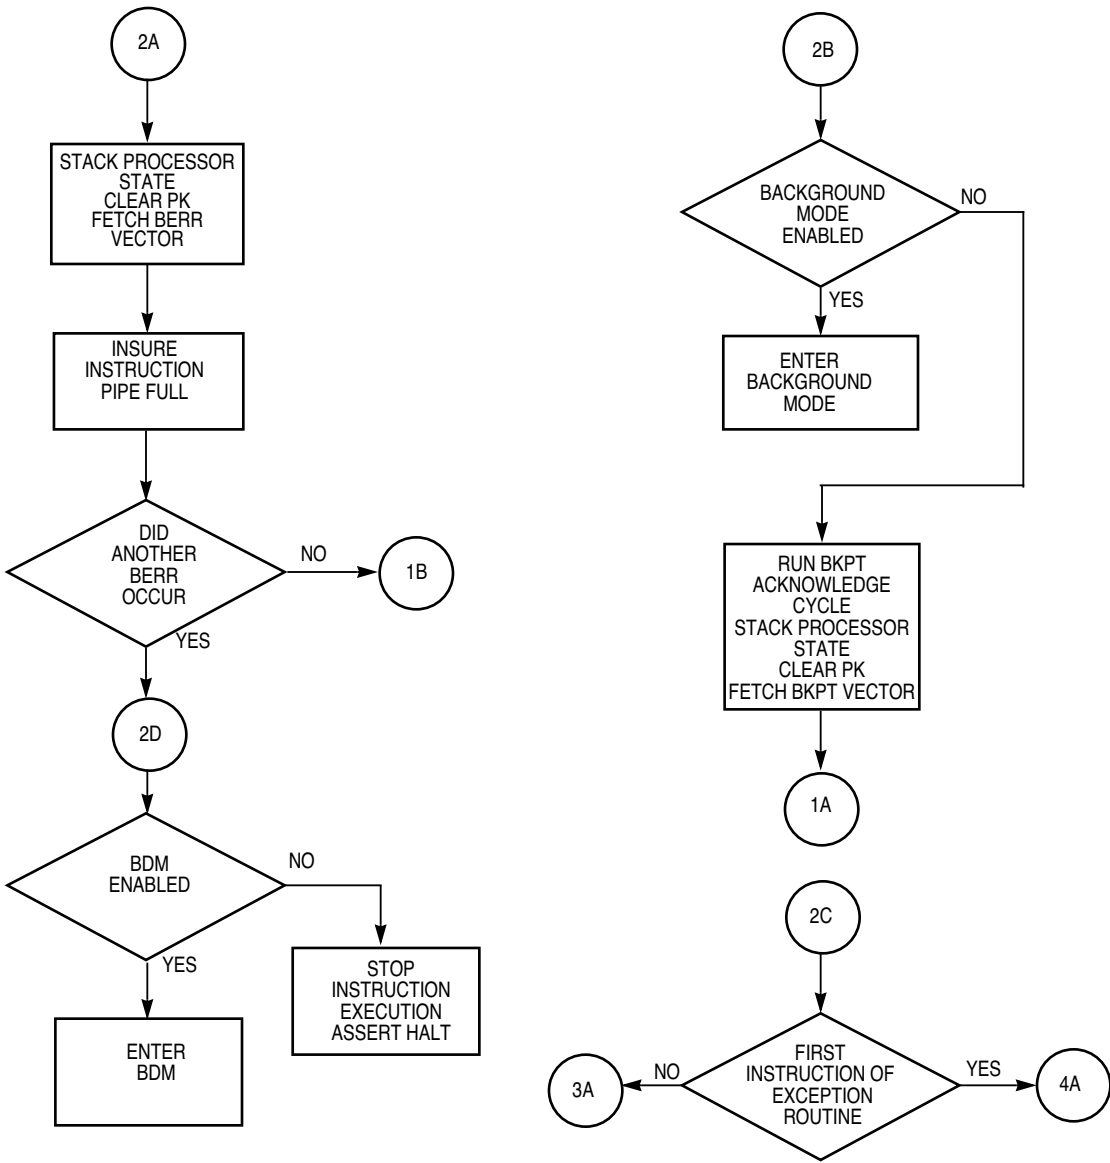 2A
STACK PROCESSOR
STATE
CLEAR PK
FETCH BERR
VECTOR
INSURE
INSTRUCTION
PIPE FULL
DID
ANOTHER
BERR
OCCUR
NO
1B
YES
2D
BDM
ENABLED
NO
YES
STOP
INSTRUCTION
EXECUTION
ASSERT HALT
ENTER
BDM
2B
BACKGROUND
MODE
ENABLED
NO
YES
ENTER
BACKGROUND
MODE
RUN BKPT
ACKNOWLEDGE
CYCLE
STACK PROCESSOR
STATE
CLEAR PK
FETCH BKPT VECTOR
1A
2C
FIRST
INSTRUCTION OF
EXCEPTION
ROUTINE
NO
3A
YES
4A